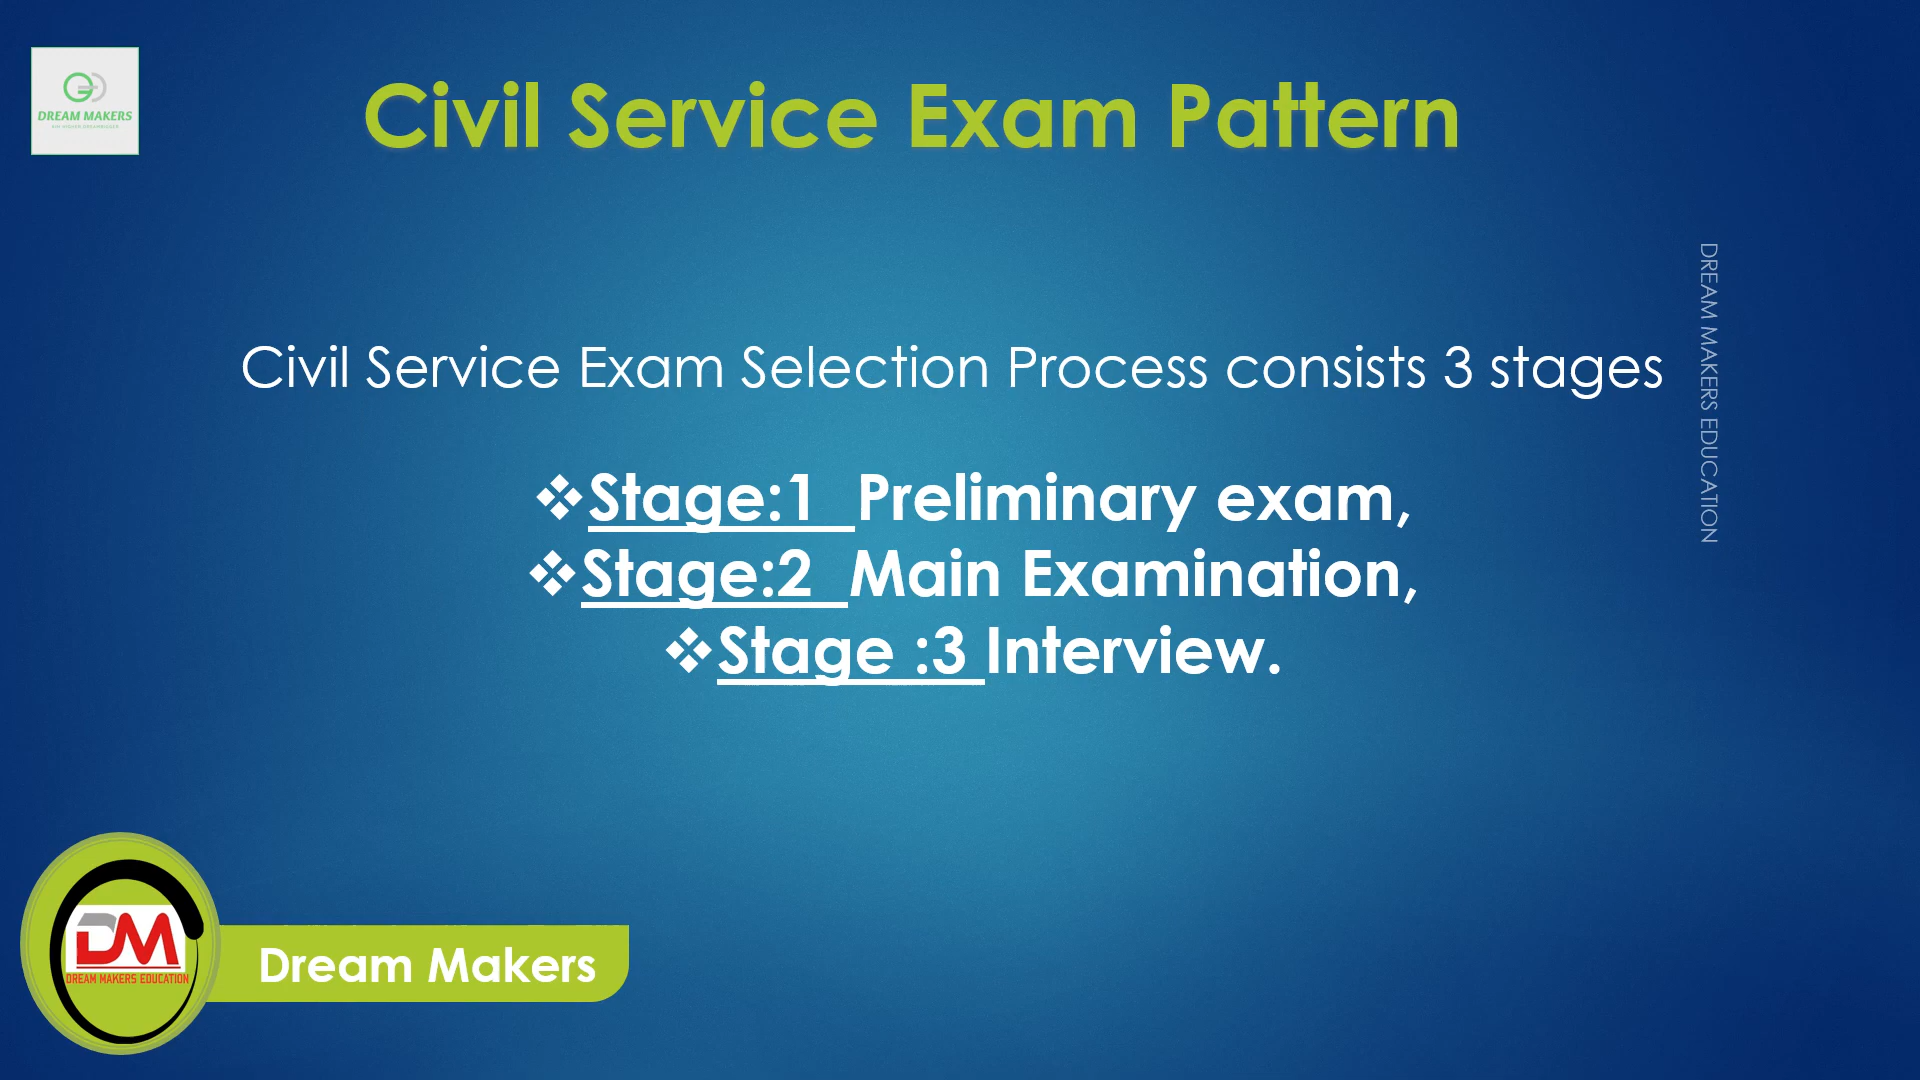 DREAM MAKERS
Civil Service Exam Pattern
DREAM MAKERS EDUCATION
Civil Service Exam Selection Process consists 3 stages
❖Stage:1 Preliminary exam,
❖Stage:2 Main Examination,
❖Stage :3 Interview.
DM
DREAM MAKERS EDUCATION
Dream Makers